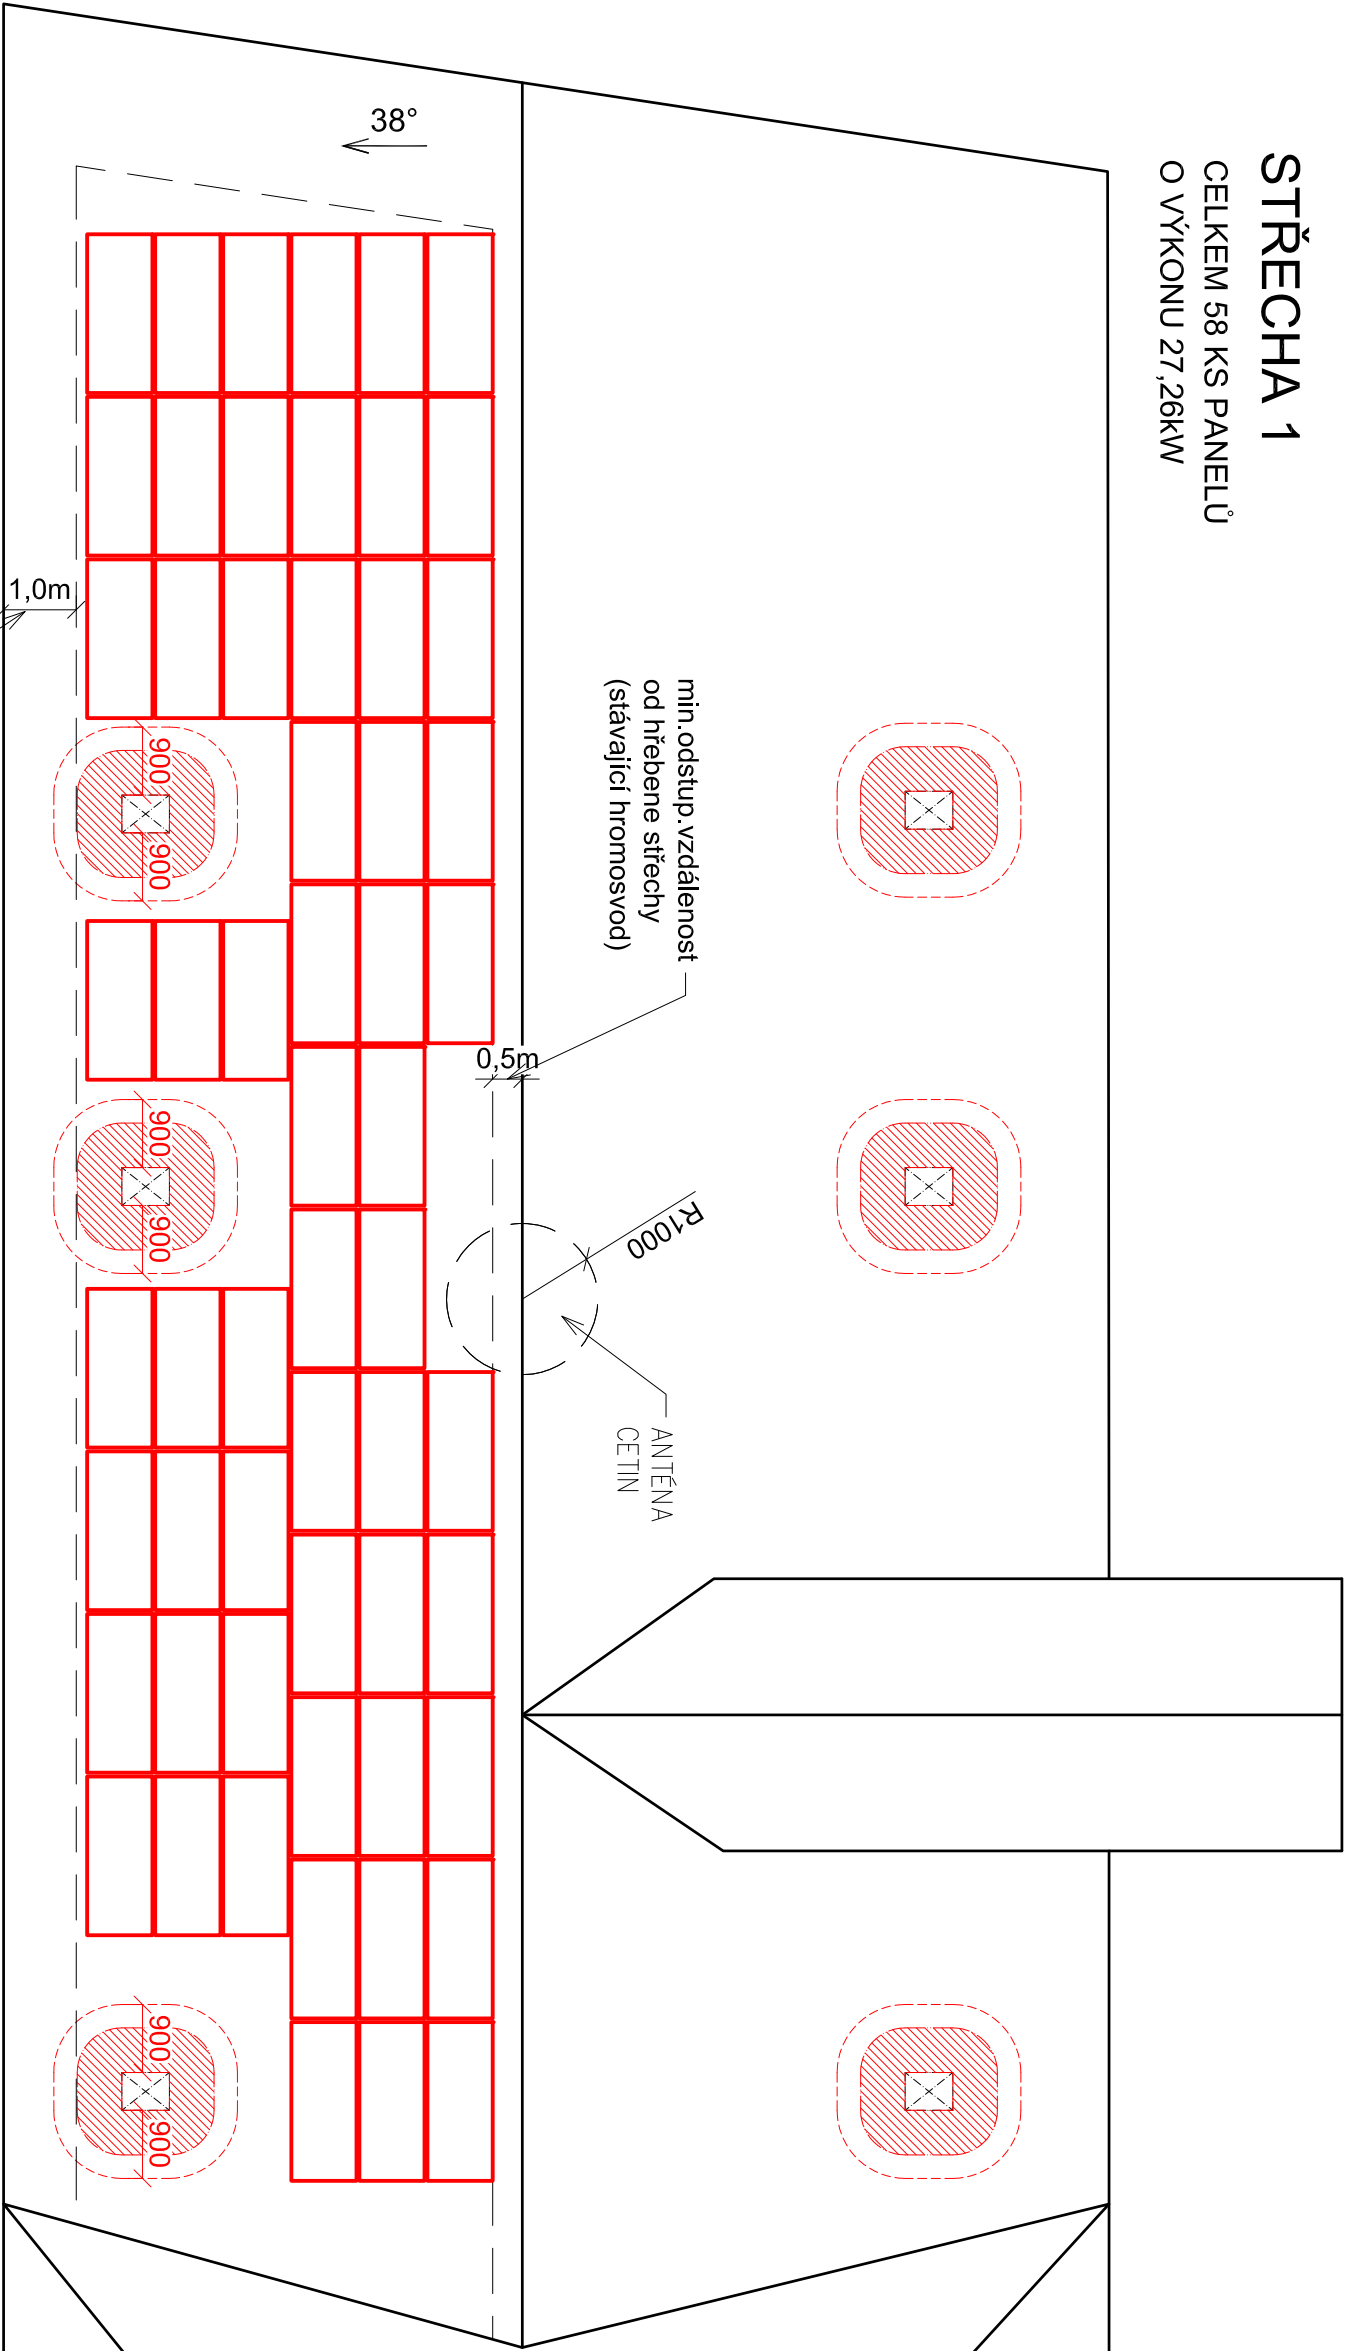 STŘECHA 1
CELKEM 58 KS PANELŮ
O VÝKONU 27,26kW
38°
1,0m
min.odstup.vzdálenost
od hřebene střechy
(stávající hromosvod)
0,5m
R1000
ANTÉNA
CETIN
900
900
900
900
900
900